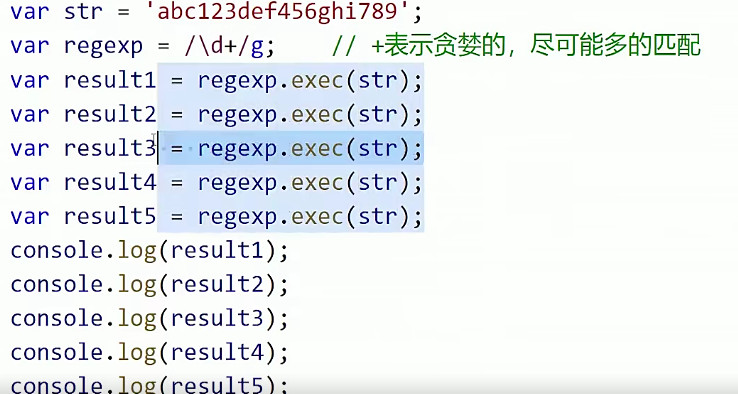 var str = 'abc123def456ghi789';
var regexp = /\d+/g;    // +表示贪婪的，尽可能多的匹配
var result1 = regexp.exec(str);
var result2 = regexp.exec(str);
var result3 = regexp.exec(str);
var result4 = regexp.exec(str);
var result5 = regexp.exec(str);
console.log(result1);
console.log(result2);
console.log(result3);
console.log(result4);
console.log(result5);